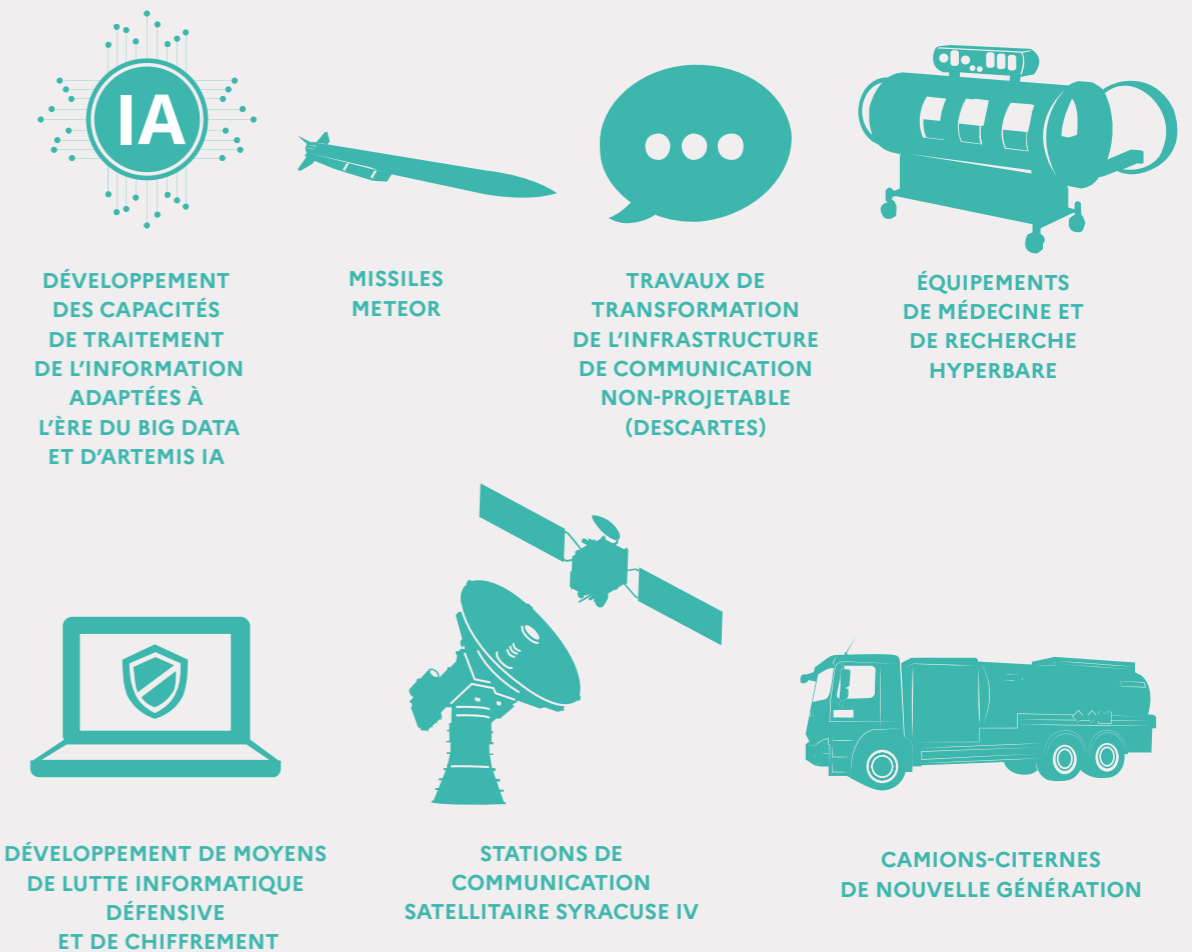 IA
DÉVELOPPEMENT
DES CAPACITÉS
DE TRAITEMENT
DE L'INFORMATION
ADAPTÉES À
L'ÈRE DU BIG DATA
ET D'ARTEMIS IA
MISSILES
METEOR
TRAVAUX DE
TRANSFORMATION
DE L'INFRASTRUCTURE
DE COMMUNICATION
NON-PROJETABLE
(DESCARTES)
ÉQUIPEMENTS
DE MÉDECINE ET
DE RECHERCHE
HYPERBARE
DÉVELOPPEMENT DE MOYENS
DE LUTTE INFORMATIQUE
DÉFENSIVE
ET DE CHIFFREMENT
STATIONS DE
COMMUNICATION
SATELLITAIRE SYRACUSE IV
CAMIONS-CITERNES
DE NOUVELLE GÉNÉRATION